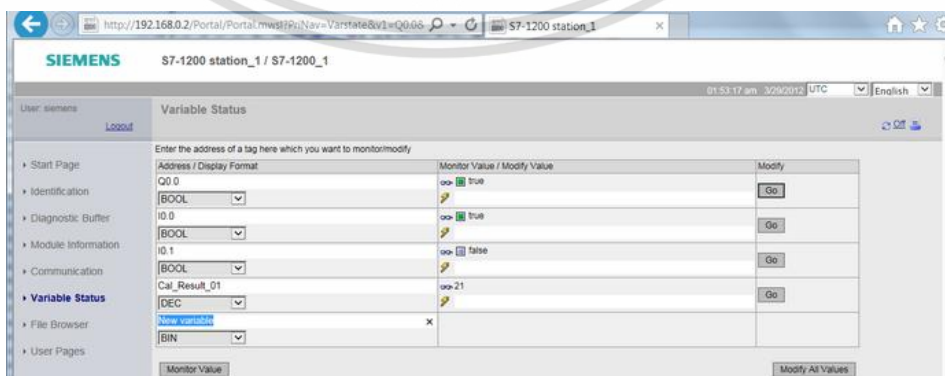 http://192.168.0.2/Portal/Portal.mwsl?PriNav=Varstate&v1=Q0.0& S7-1200 station_1
SIEMENS S7-1200 station_1 / S7-1200_1
01:53:17 am 3/29/2012 UTC English
User: siemens Variable Status
Logout Off
Enter the address of a tag here which you want to monitor/modify
Start Page Address / Display Format Monitor Value / Modify Value Modify
Q0.0 true
Identification BOOL Go
Diagnostic Buffer I0.0 true
BOOL Go
Module Information I0.1 false
Communication BOOL Go
Cal_Result_01 21
Variable Status DEC Go
File Browser New variable
BIN
User Pages
Monitor Value Modify All Values